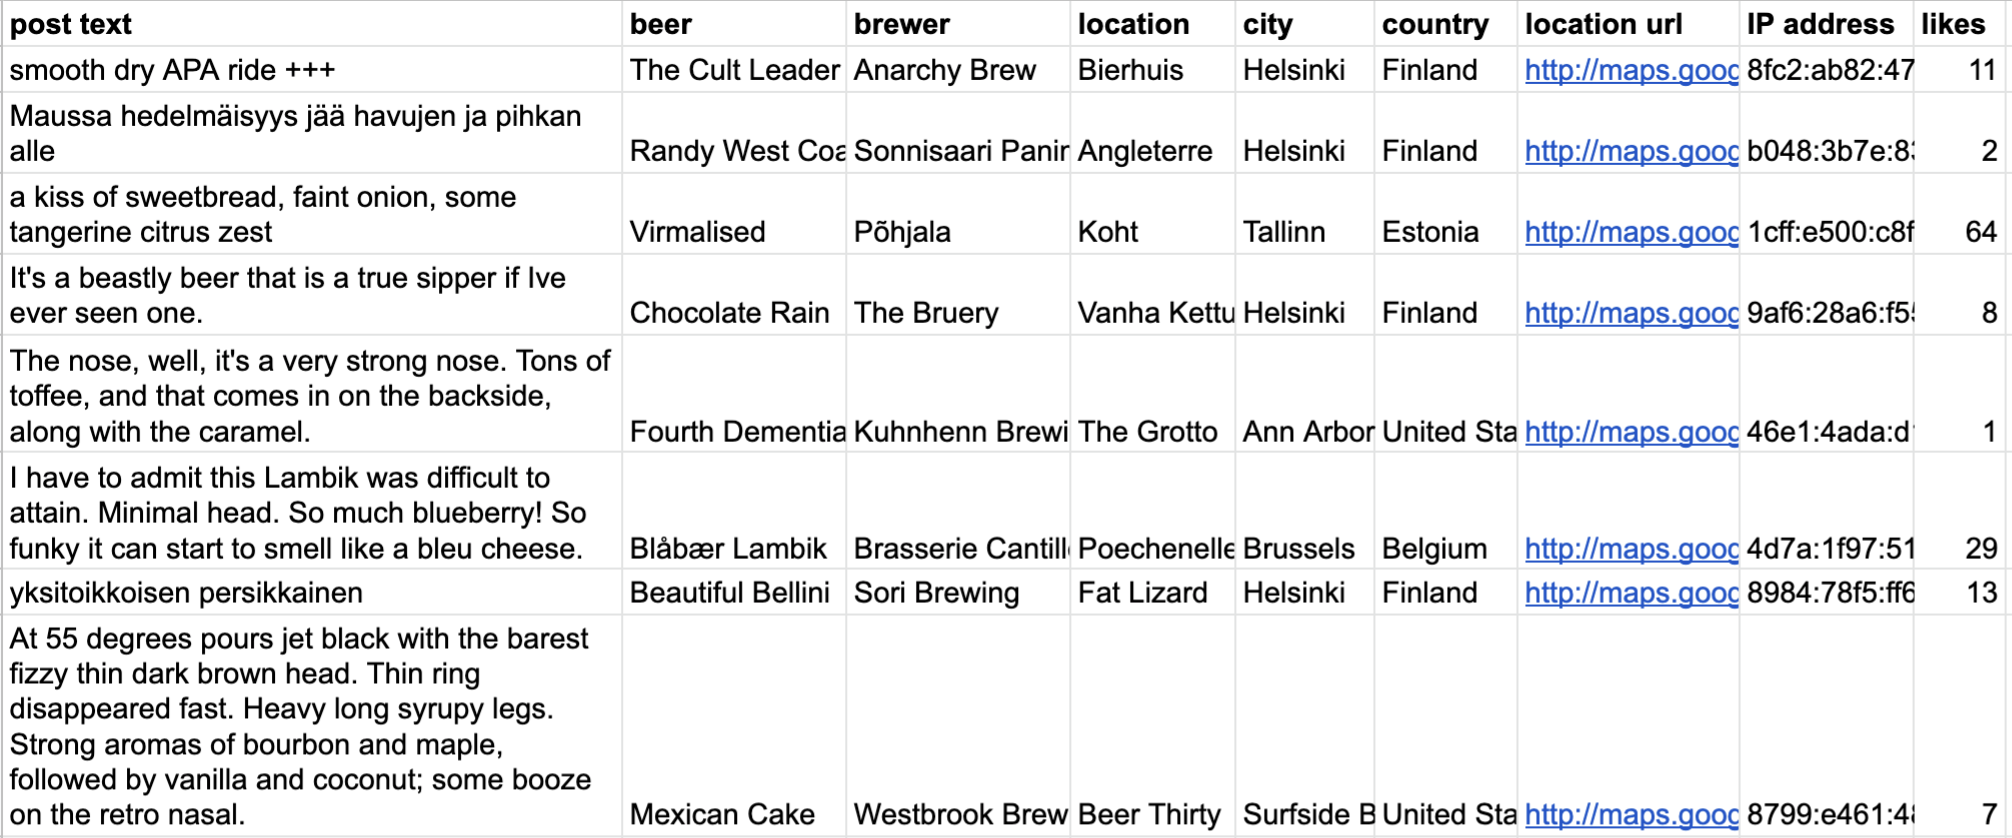 post text beer brewer location city country location url IP address likes
smooth dry APA ride +++ The Cult Leader Anarchy Brew Bierhuis Helsinki Finland http://maps.goog 8fc2:ab82:47 11
Maussa hedelmäisyys jää havujen ja pihkan
alle Randy West Coa Sonnisaari Panir Angleterre Helsinki Finland http://maps.goog b048:3b7e:83 2
a kiss of sweetbread, faint onion, some
tangerine citrus zest Virmalised Põhjala Koht Tallinn Estonia http://maps.goog 1cff:e500:c8f 64
It's a beastly beer that is a true sipper if Ive
ever seen one. Chocolate Rain The Bruery Vanha Kettu Helsinki Finland http://maps.goog 9af6:28a6:f55 8
The nose, well, it's a very strong nose. Tons of
toffee, and that comes in on the backside,
along with the caramel. Fourth Dementia Kuhnhenn Brewi The Grotto Ann Arbor United Sta http://maps.goog 46e1:4ada:d 1
I have to admit this Lambik was difficult to
attain. Minimal head. So much blueberry! So
funky it can start to smell like a bleu cheese. Blåbær Lambik Brasserie Cantill Poechenelle Brussels Belgium http://maps.goog 4d7a:1f97:51 29
yksitoikkoisen persikkainen Beautiful Bellini Sori Brewing Fat Lizard Helsinki Finland http://maps.goog 8984:78f5:ff6 13
At 55 degrees pours jet black with the barest
fizzy thin dark brown head. Thin ring
disappeared fast. Heavy long syrupy legs.
Strong aromas of bourbon and maple,
followed by vanilla and coconut; some booze
on the retro nasal. Mexican Cake Westbrook Brew Beer Thirty Surfside B United Sta http://maps.goog 8799:e461:48 7